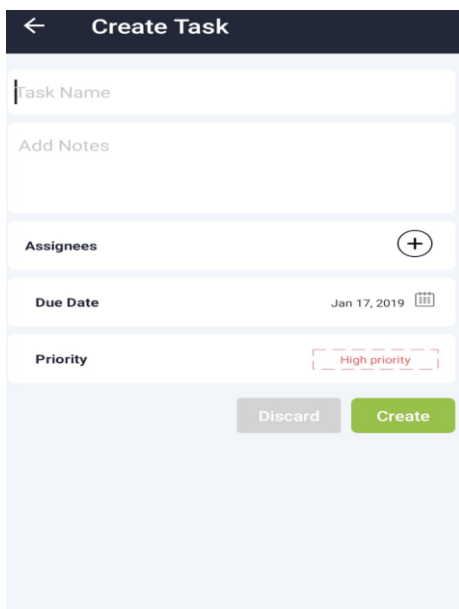 Create Task
Task Name
Add Notes
Assignees
Due Date Jan 17, 2019
Priority High priority
Discard Create